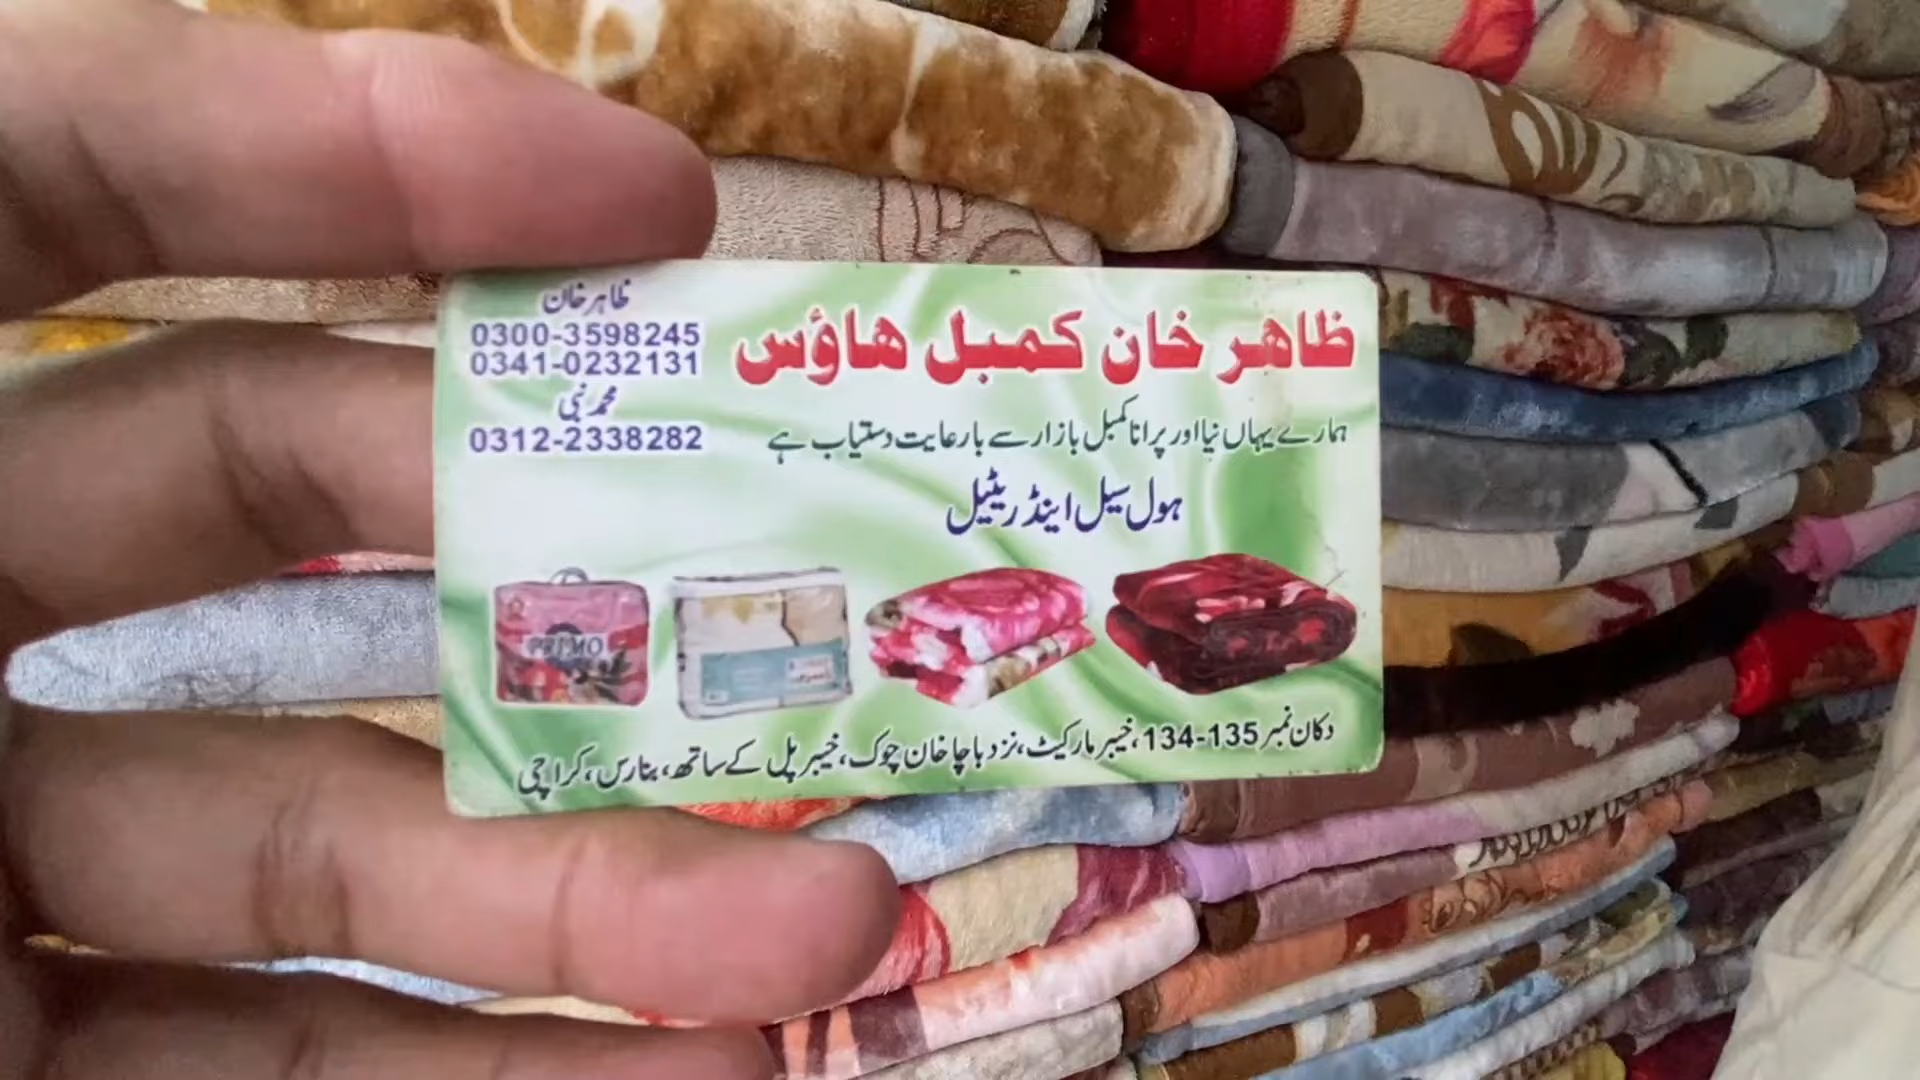 ظاہر خان کمبل ھاؤس
ظاہر خان
0300-3598245
0341-0232131
محمد نبی
0312-2338282
ہمارے یہاں نیا اور پرانا کمبل بازار سے بارعایت دستیاب ہے
ہول سیل اینڈ ریٹیل
PRIMO
دکان نمبر 135-134، خیبر مارکیٹ، نزد باچا خان چوک، خیبر پل کے ساتھ، بنارس، کراچی